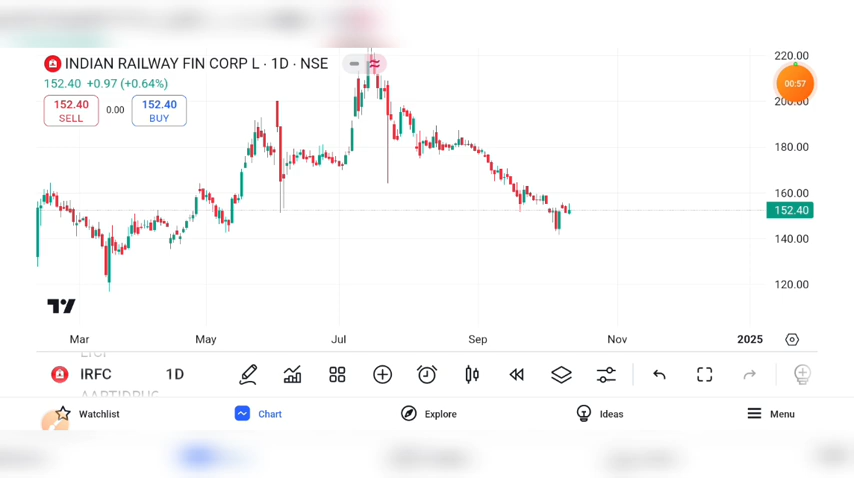 INDIAN RAILWAY FIN CORP L · 1D · NSE
152.40 +0.97 (+0.64%)
152.40 SELL
0.00
152.40 BUY
220.00
00:57
200.00
180.00
160.00
152.40
140.00
120.00
Mar May Jul Sep Nov 2025
IRFC 1D
Watchlist Chart Explore Ideas Menu